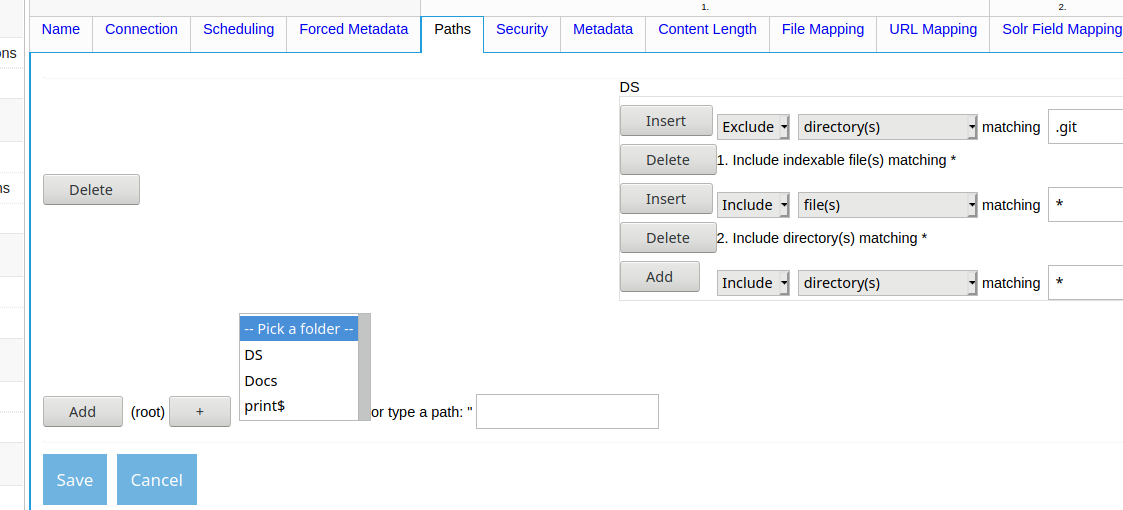 1. 2.
Name Connection Scheduling Forced Metadata Paths Security Metadata Content Length File Mapping URL Mapping Solr Field Mapping
ons
DS
Insert Exclude directory(s) matching .git
Delete 1. Include indexable file(s) matching *
Delete
ns
Insert Include file(s) matching *
Delete 2. Include directory(s) matching *
Add Include directory(s) matching *
-- Pick a folder --
DS
Docs
print$
Add (root) + or type a path: "
Save Cancel